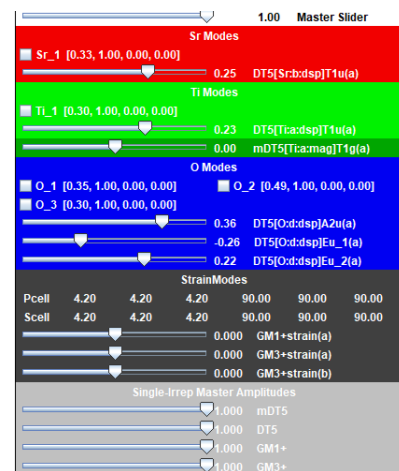 1.00 Master Slider
Sr Modes
Sr_1 [0.33, 1.00, 0.00, 0.00]
0.25 DT5[Sr:b:dsp]T1u(a)
Ti Modes
Ti_1 [0.30, 1.00, 0.00, 0.00]
0.23 DT5[Ti:a:dsp]T1u(a)
0.00 mDT5[Ti:a:mag]T1g(a)
O Modes
O_1 [0.35, 1.00, 0.00, 0.00] O_2 [0.49, 1.00, 0.00, 0.00]
O_3 [0.30, 1.00, 0.00, 0.00]
0.36 DT5[O:d:dsp]A2u(a)
-0.26 DT5[O:d:dsp]Eu_1(a)
0.22 DT5[O:d:dsp]Eu_2(a)
StrainModes
Pcell 4.20 4.20 4.20 90.00 90.00 90.00
Scell 4.20 4.20 4.20 90.00 90.00 90.00
0.000 GM1+strain(a)
0.000 GM3+strain(a)
0.000 GM3+strain(b)
Single-Irrep Master Amplitudes
1.000 mDT5
1.000 DT5
1.000 GM1+
1.000 GM3+